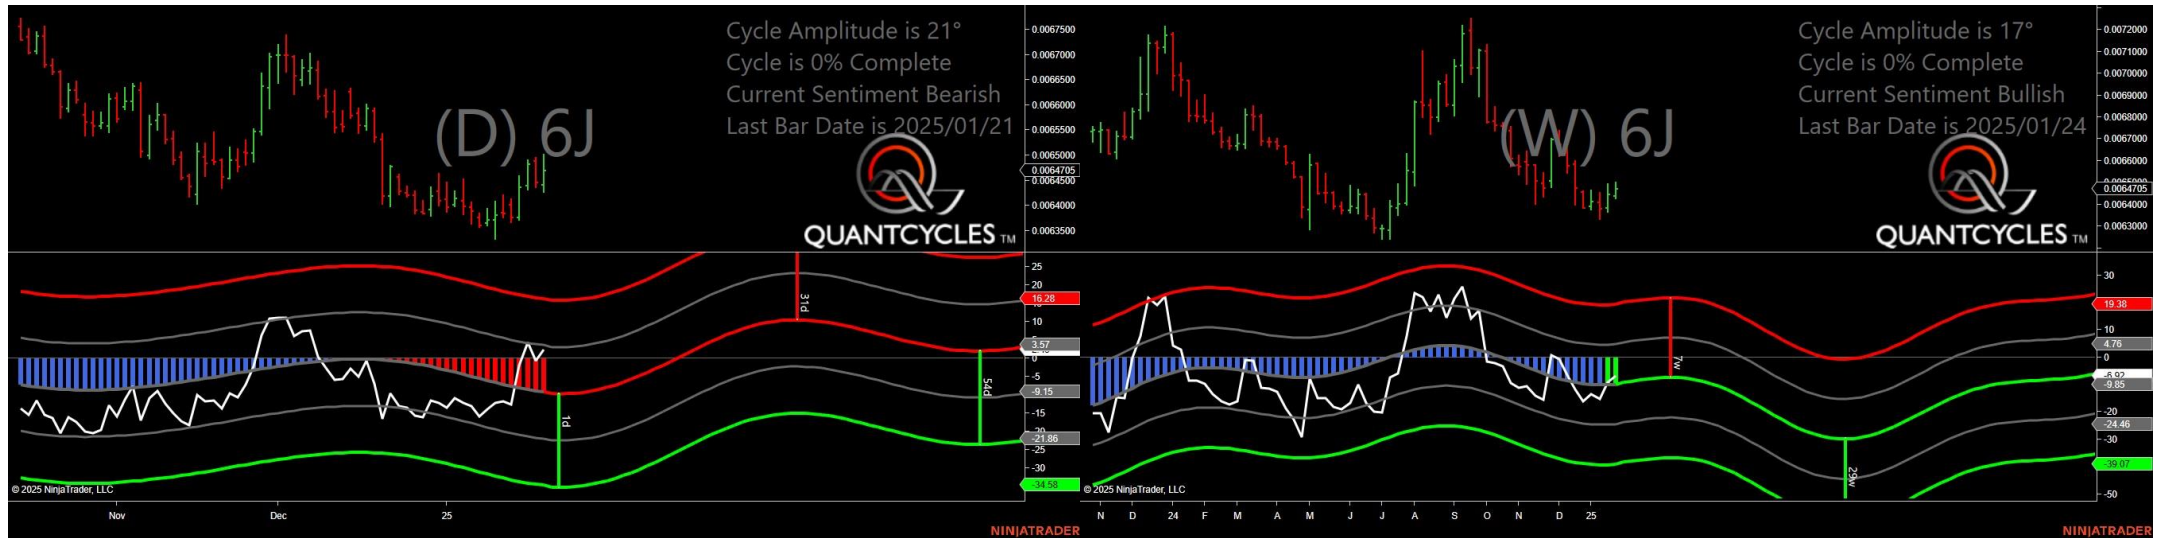 Cycle Amplitude is 21°
Cycle is 0% Complete
Current Sentiment Bearish
Last Bar Date is 2025/01/21
(D) 6J
QUANTCYCLES TM
0.0067500
0.0067000
0.0066500
0.0066000
0.0065500
0.0065000
0.0064705
0.0064500
0.0064000
0.0063500
31d
1d
54d
25
20
16.28
10
5
3.57
0
-5
-9.15
-15
-21.86
-25
-30
-34.58
© 2025 NinjaTrader, LLC
Nov Dec 25
NINJATRADER
Cycle Amplitude is 17°
Cycle is 0% Complete
Current Sentiment Bullish
Last Bar Date is 2025/01/24
(W) 6J
QUANTCYCLES TM
0.0072000
0.0071000
0.0070000
0.0069000
0.0068000
0.0067000
0.0066000
0.0064705
0.0064000
0.0063000
7w
29w
30
19.38
10
4.76
0
-6.92
-9.85
-20
-24.46
-30
-39.07
-50
© 2025 NinjaTrader, LLC
N D 24 F M A M J J A S O N D 25
NINJATRADER